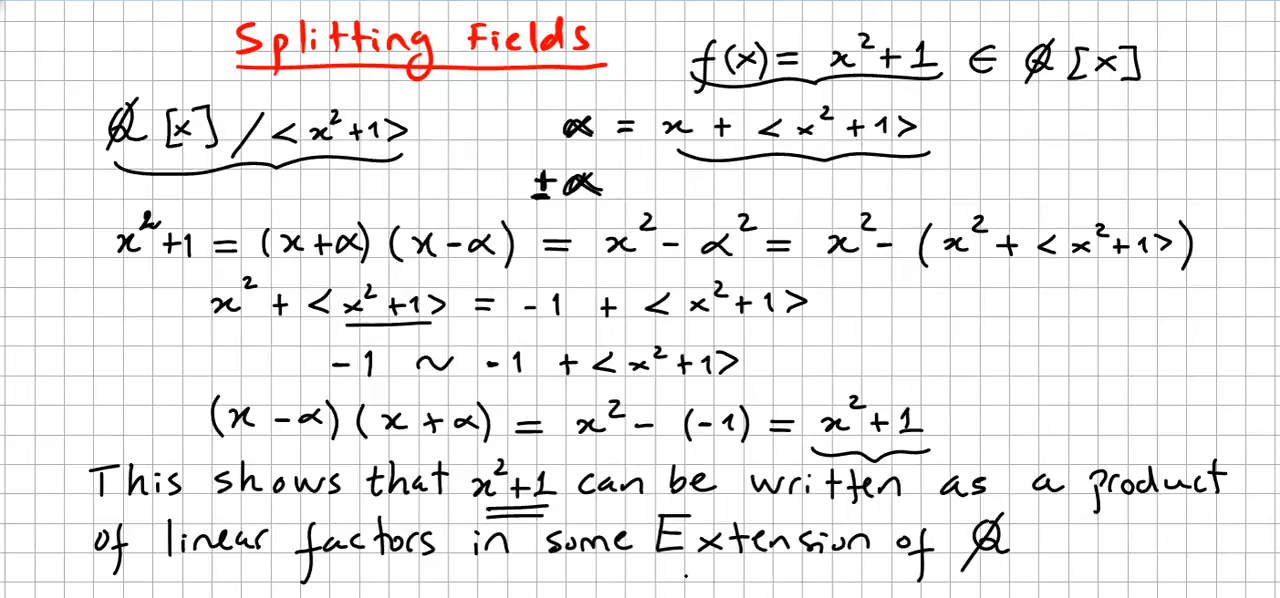 Splitting Fields
f(x) = x² + 1 ∈ ℚ [x]
ℚ [x] / < x² + 1 >
α = x + < x² + 1 >
± α
x² + 1 = (x + α) (x - α) = x² - α² = x² - (x² + < x² + 1 >)
x² + < x² + 1 > = -1 + < x² + 1 >
-1 ~ -1 + < x² + 1 >
(x - α) (x + α) = x² - (-1) = x² + 1
This shows that x² + 1 can be written as a product
of linear factors in some Extension of ℚ